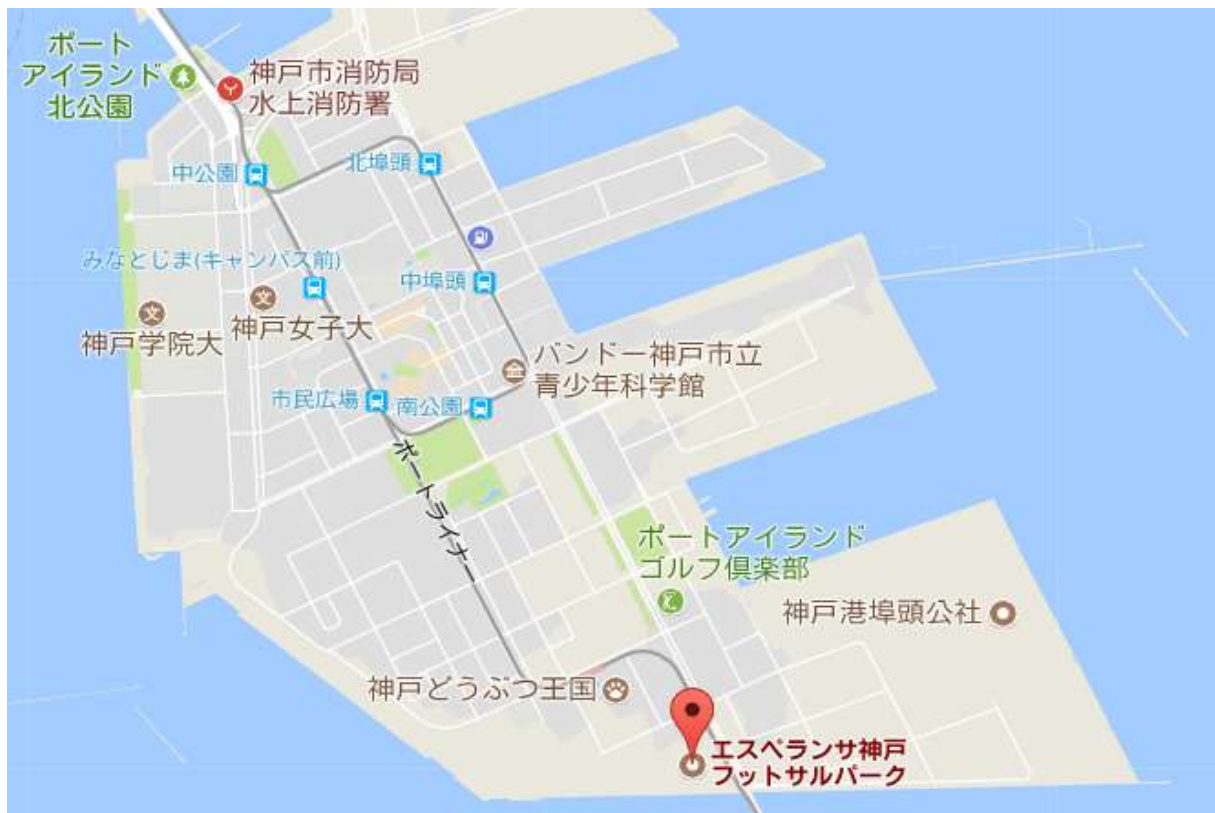 ポート
アイランド
北公園
神戸市消防局
水上消防署
中公園
北埠頭
みなとじま(キャンパス前)
中埠頭
神戸学院大
神戸女子大
バンドー神戸市立
青少年科学館
市民広場
南公園
ポートライナー
ポートアイランド
ゴルフ倶楽部
神戸港埠頭公社
神戸どうぶつ王国
エスペランサ神戸
フットサルパーク